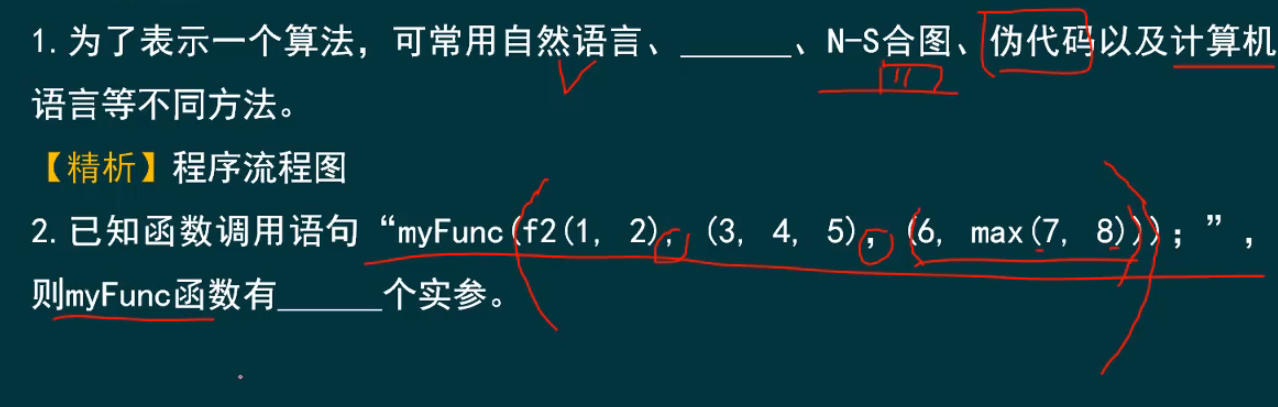 1. 为了表示一个算法，可常用自然语言、______、N-S合图、伪代码以及计算机
语言等不同方法。
【精析】程序流程图
2. 已知函数调用语句“myFunc(f2(1, 2), (3, 4, 5), (6, max(7, 8)));”，
则myFunc函数有______个实参。